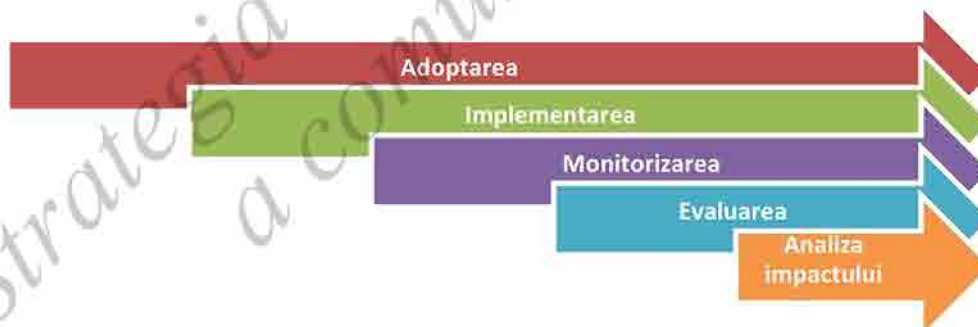 Adoptarea
Implementarea
Monitorizarea
Evaluarea
Analiza
impactului
strategia
a